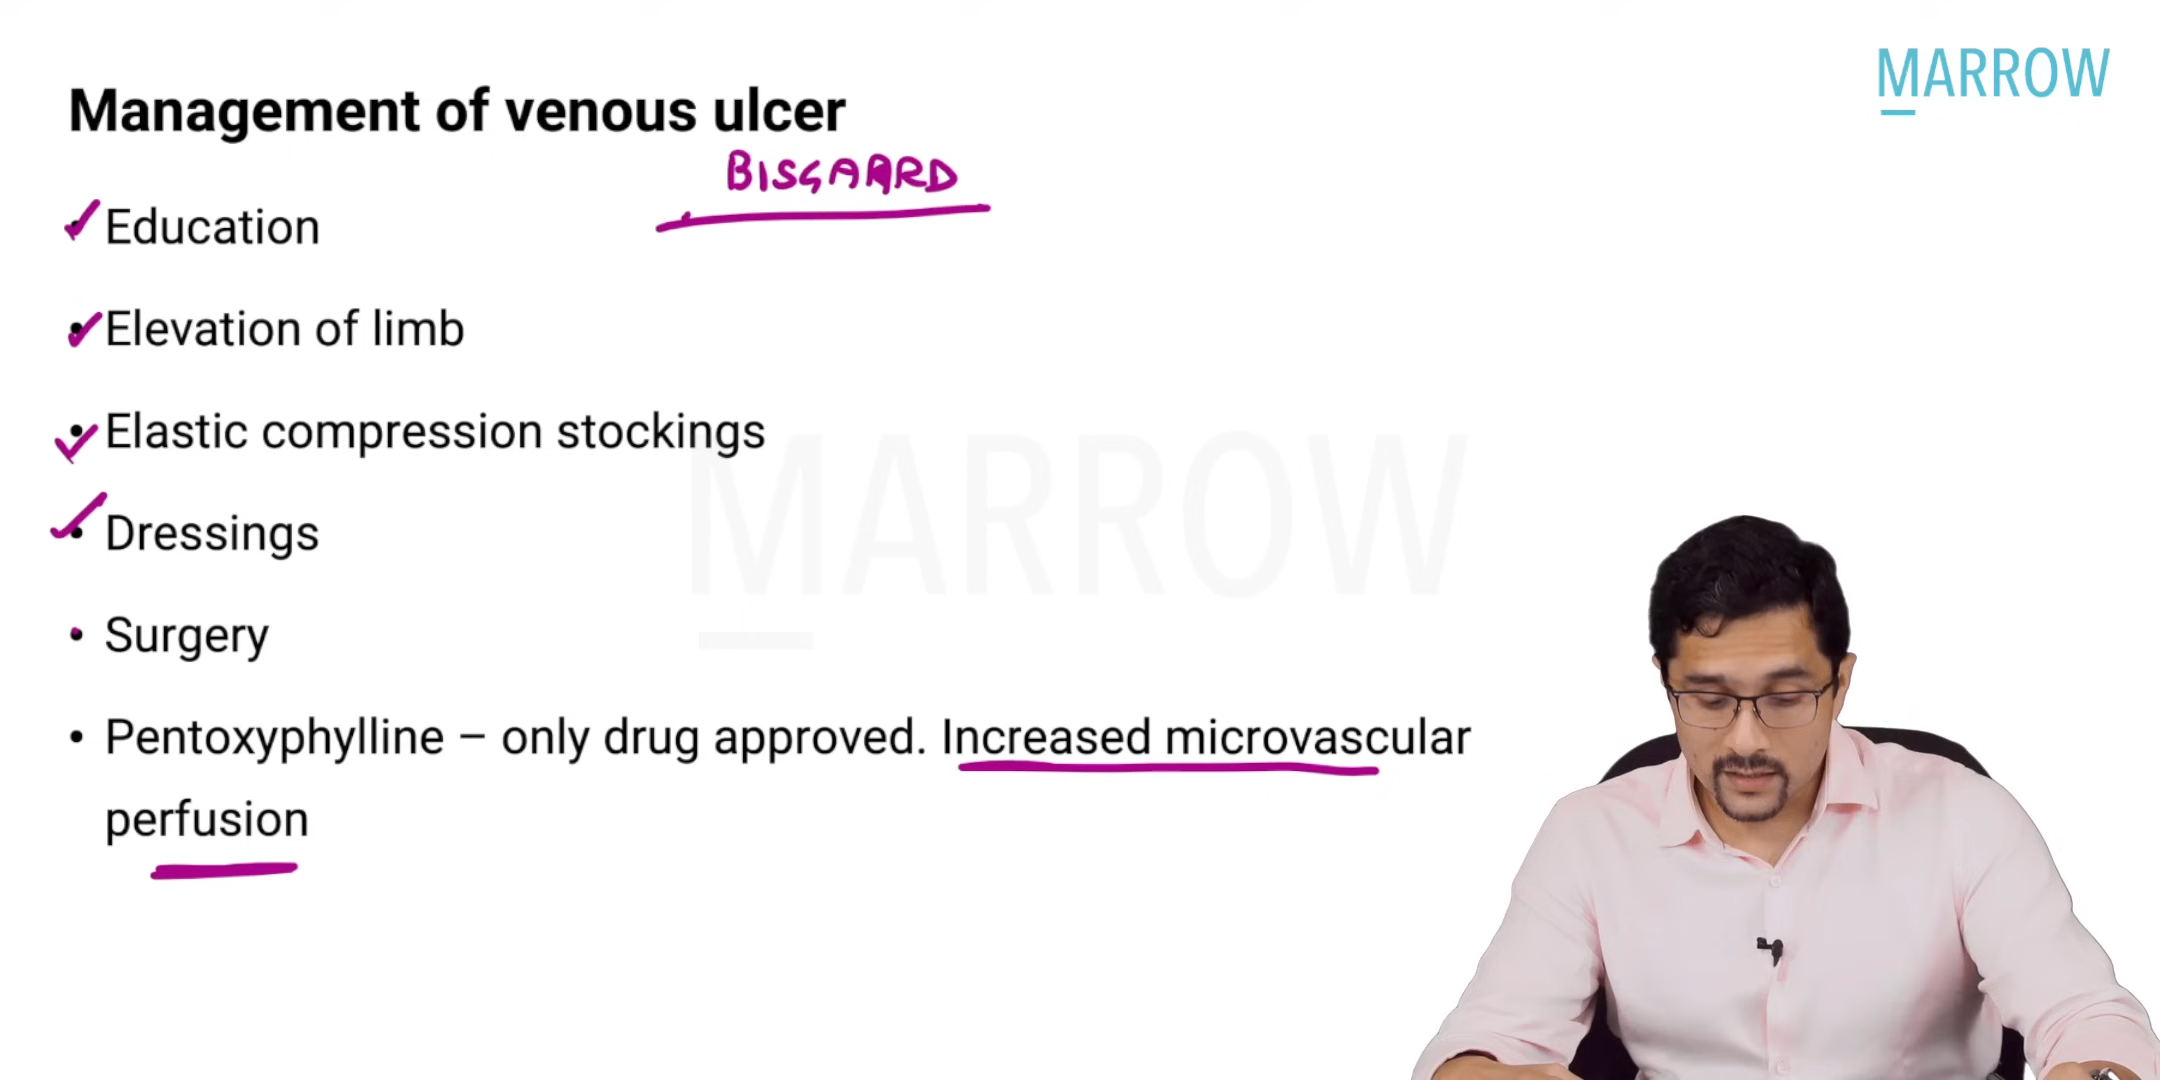 MARROW
Management of venous ulcer
BISGAARD
• Education
• Elevation of limb
• Elastic compression stockings
• Dressings
• Surgery
• Pentoxyphylline – only drug approved. Increased microvascular
perfusion
MARROW